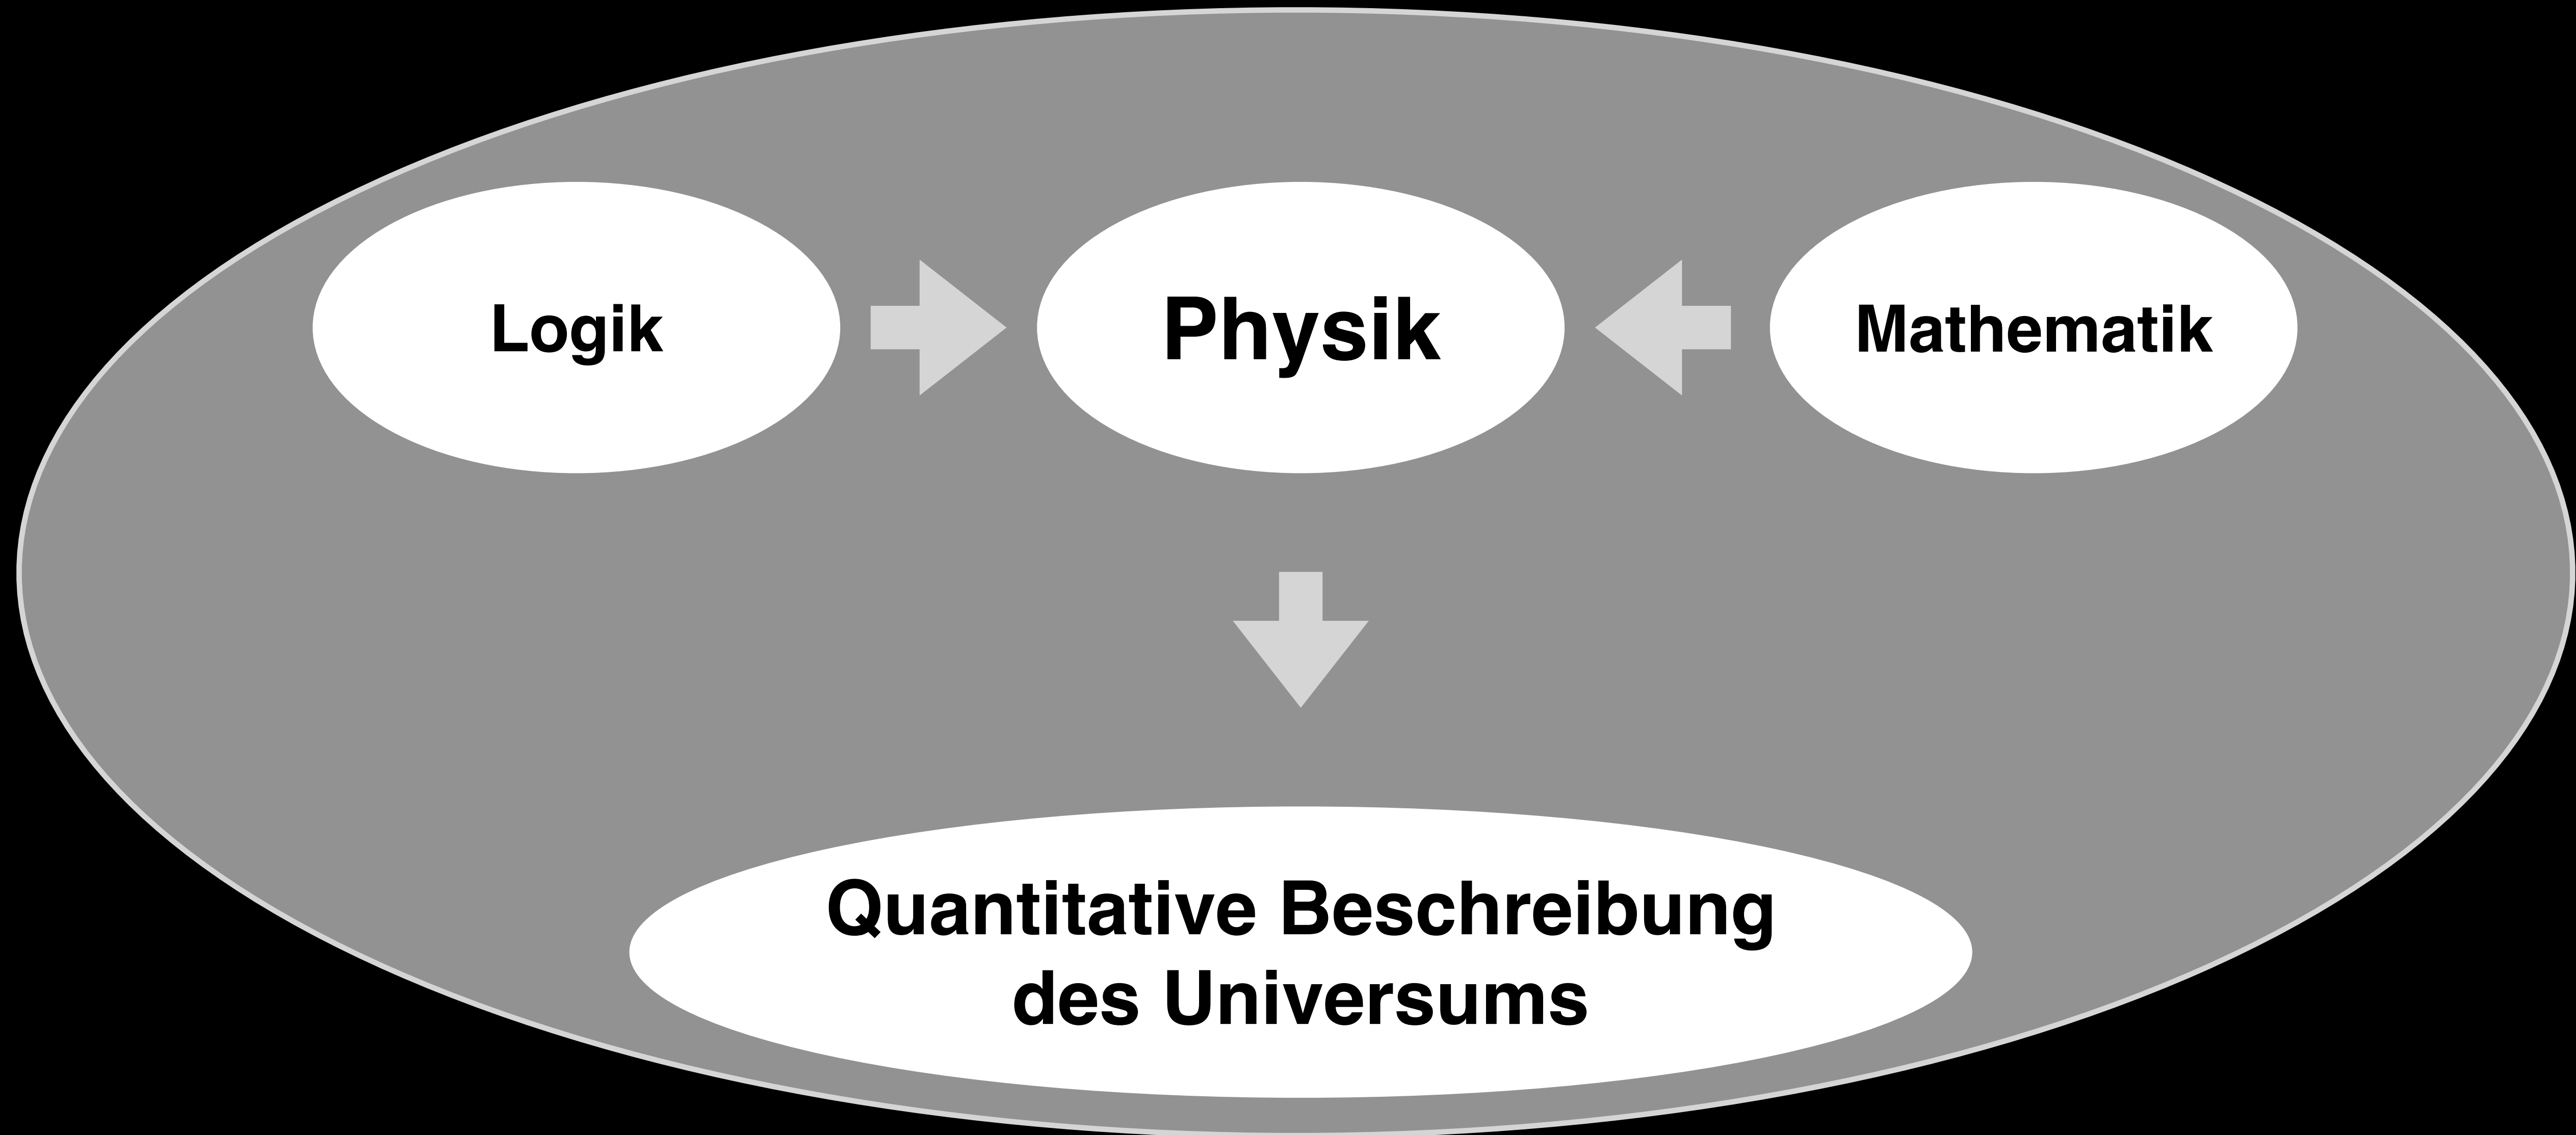 Logik
Physik
Mathematik
Quantitative Beschreibung
des Universums